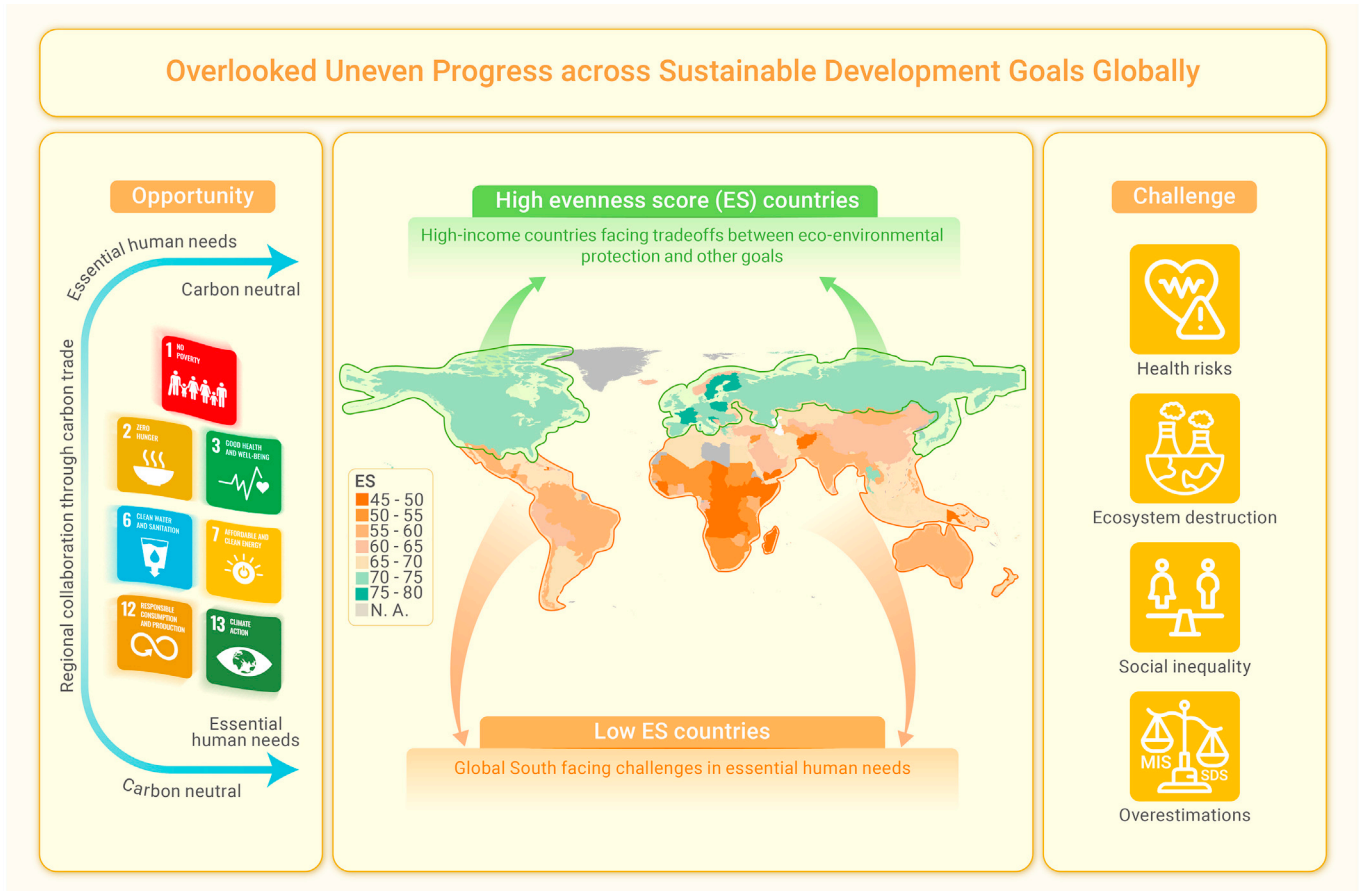 Overlooked Uneven Progress across Sustainable Development Goals Globally
Opportunity
Essential human needs
Carbon neutral
Regional collaboration through carbon trade
1 NO
POVERTY
2 ZERO
HUNGER
3 GOOD HEALTH
AND WELL-BEING
6 CLEAN WATER
AND SANITATION
7 AFFORDABLE AND
CLEAN ENERGY
12 RESPONSIBLE
CONSUMPTION
AND PRODUCTION
13 CLIMATE
ACTION
Essential
human needs
Carbon neutral
High evenness score (ES) countries
High-income countries facing tradeoffs between eco-environmental
protection and other goals
ES
45 - 50
50 - 55
55 - 60
60 - 65
65 - 70
70 - 75
75 - 80
N. A.
Low ES countries
Global South facing challenges in essential human needs
Challenge
Health risks
Ecosystem destruction
Social inequality
MIS
SDS
Overestimations